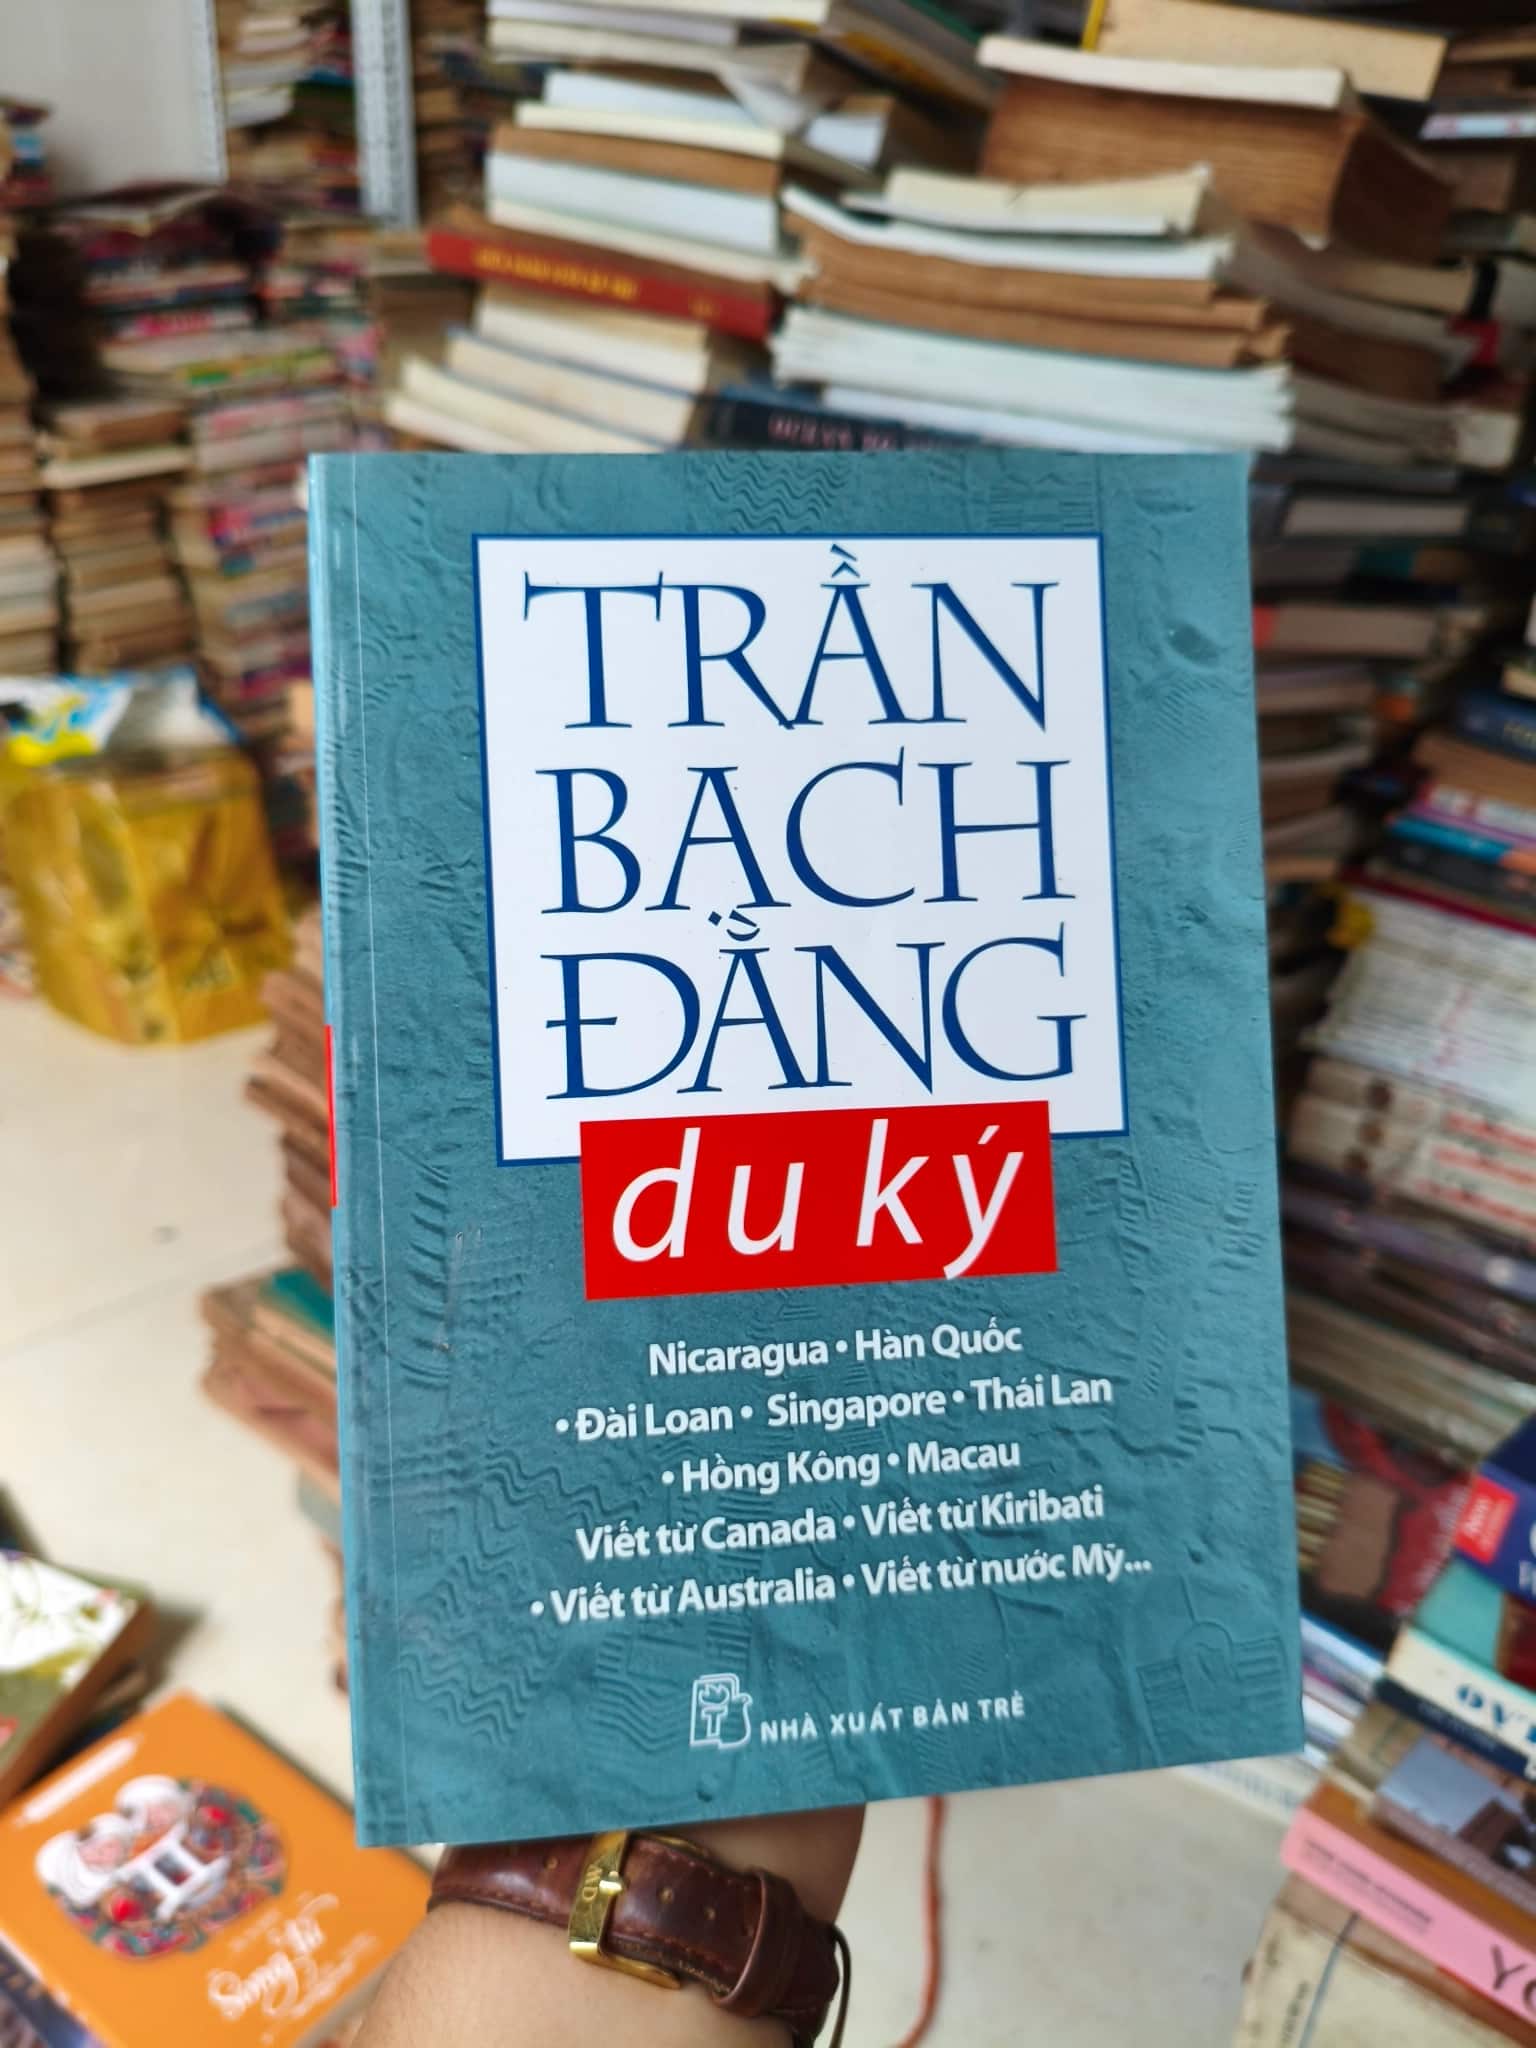 TRẦN
BẠCH
ĐẰNG
du ký
Nicaragua • Hàn Quốc
• Đài Loan • Singapore • Thái Lan
• Hồng Kông • Macau
Viết từ Canada • Viết từ Kiribati
• Viết từ Australia • Viết từ nước Mỹ...
T
NHÀ XUẤT BẢN TRẺ
MD